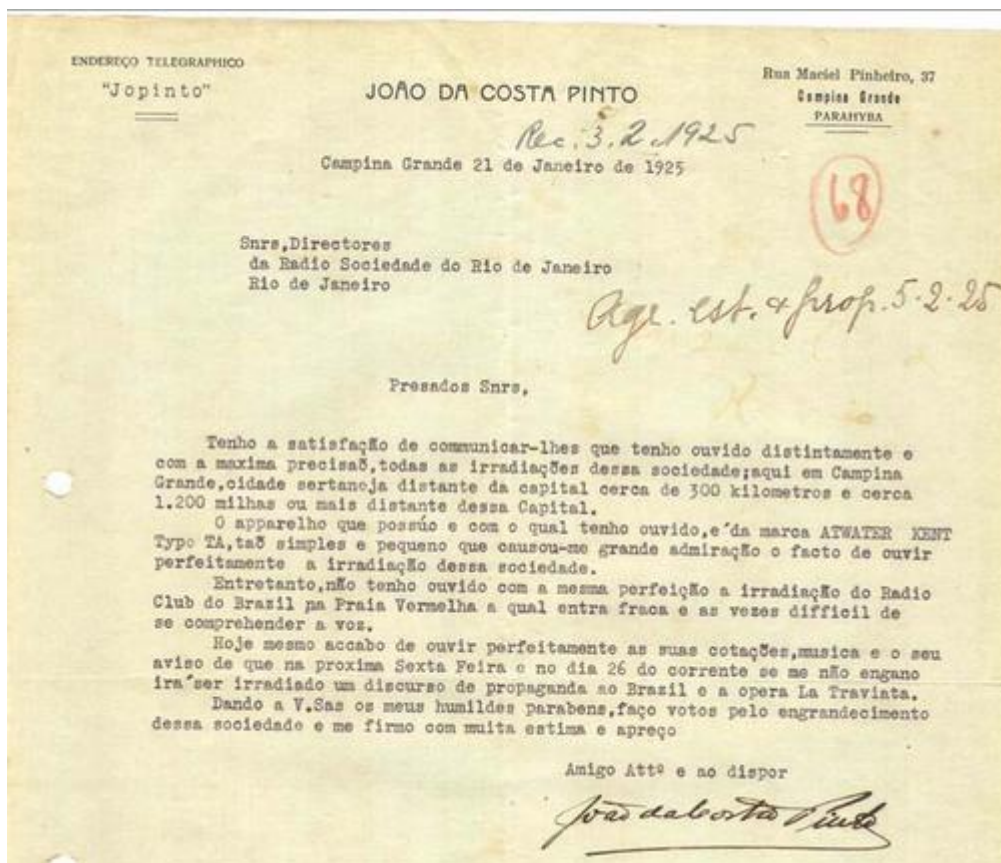 ENDEREÇO TELEGRAPHICO
"Jopinto"
JOÃO DA COSTA PINTO
Rua Maciel Pinheiro, 37
Campina Grande
PARAHYBA
Rec. 3.2.1925
Campina Grande 21 de Janeiro de 1925
68
Snrs,Directores
da Radio Sociedade do Rio de Janeiro
Rio de Janeiro
Age. est. & prop. 5.2.25
Presados Snrs,
Tenho a satisfação de communicar-lhes que tenho ouvido distintamente e
com a maxima precisaõ,todas as irradiações dessa sociedade;aqui em Campina
Grande,cidade sertaneja distante da capital cerca de 300 kilometros e cerca
1.200 milhas ou mais distante dessa Capital.
O apparelho que possúo e com o qual tenho ouvido,e´da marca ATWATER KENT
Typo TA,taõ simples e pequeno que causou-me grande admiração o facto de ouvir
perfeitamente a irradiação dessa sociedade.
Entretanto,não tenho ouvido com a mesma perfeição a irradiação do Radio
Club do Brazil na Praia Vermelha a qual entra fraca e as vezes difficil de
se comprehender a voz.
Hoje mesmo accabo de ouvir perfeitamente as suas cotações,musica e o seu
aviso de que na proxima Sexta Feira e no dia 26 do corrente se me não engano
ira´ser irradiado um discurso de propaganda ao Brazil e a opera La Traviata.
Dando a V.Sas os meus humildes parabens,faço votos pelo engrandecimento
dessa sociedade e me firmo com muita estima e apreço
Amigo Attº e ao dispor
João da Costa Pinto